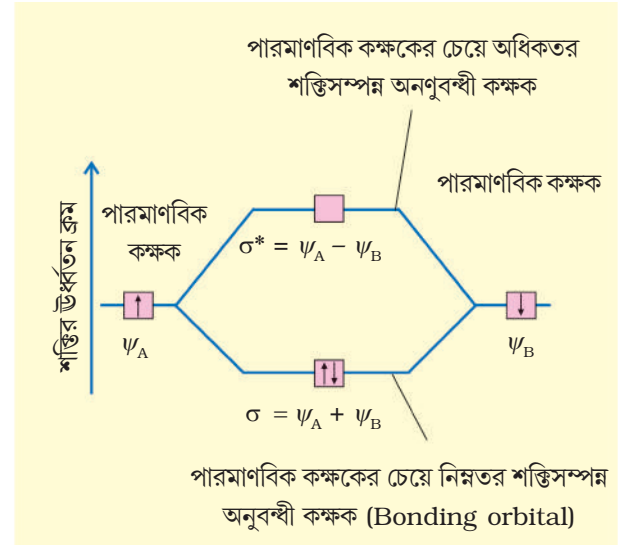 পারমাণবিক কক্ষকের চেয়ে অধিকতর
শক্তিসম্পন্ন অনণুবন্ধী কক্ষক
পারমাণবিক কক্ষক
পারমাণবিক
কক্ষক
শক্তির ঊর্ধ্বতন ক্রম
σ* = ψA − ψB
ψA
ψB
σ = ψA + ψB
পারমাণবিক কক্ষকের চেয়ে নিম্নতর শক্তিসম্পন্ন
অনুবন্ধী কক্ষক (Bonding orbital)